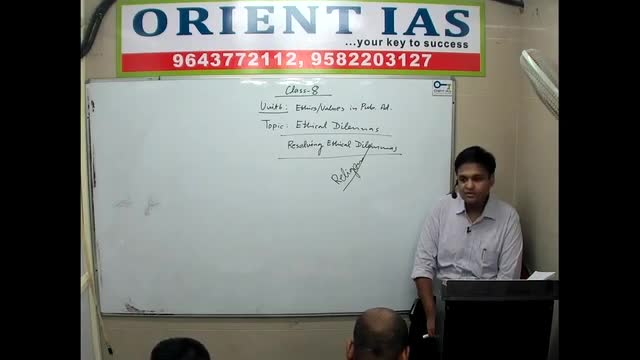 ORIENT IAS
...your key to success
9643772112, 9582203127
Class-8
Unit 6: Ethics/Values in Pub. Ad.
Topic: Ethical Dilemmas
Resolving Ethical Dilemmas